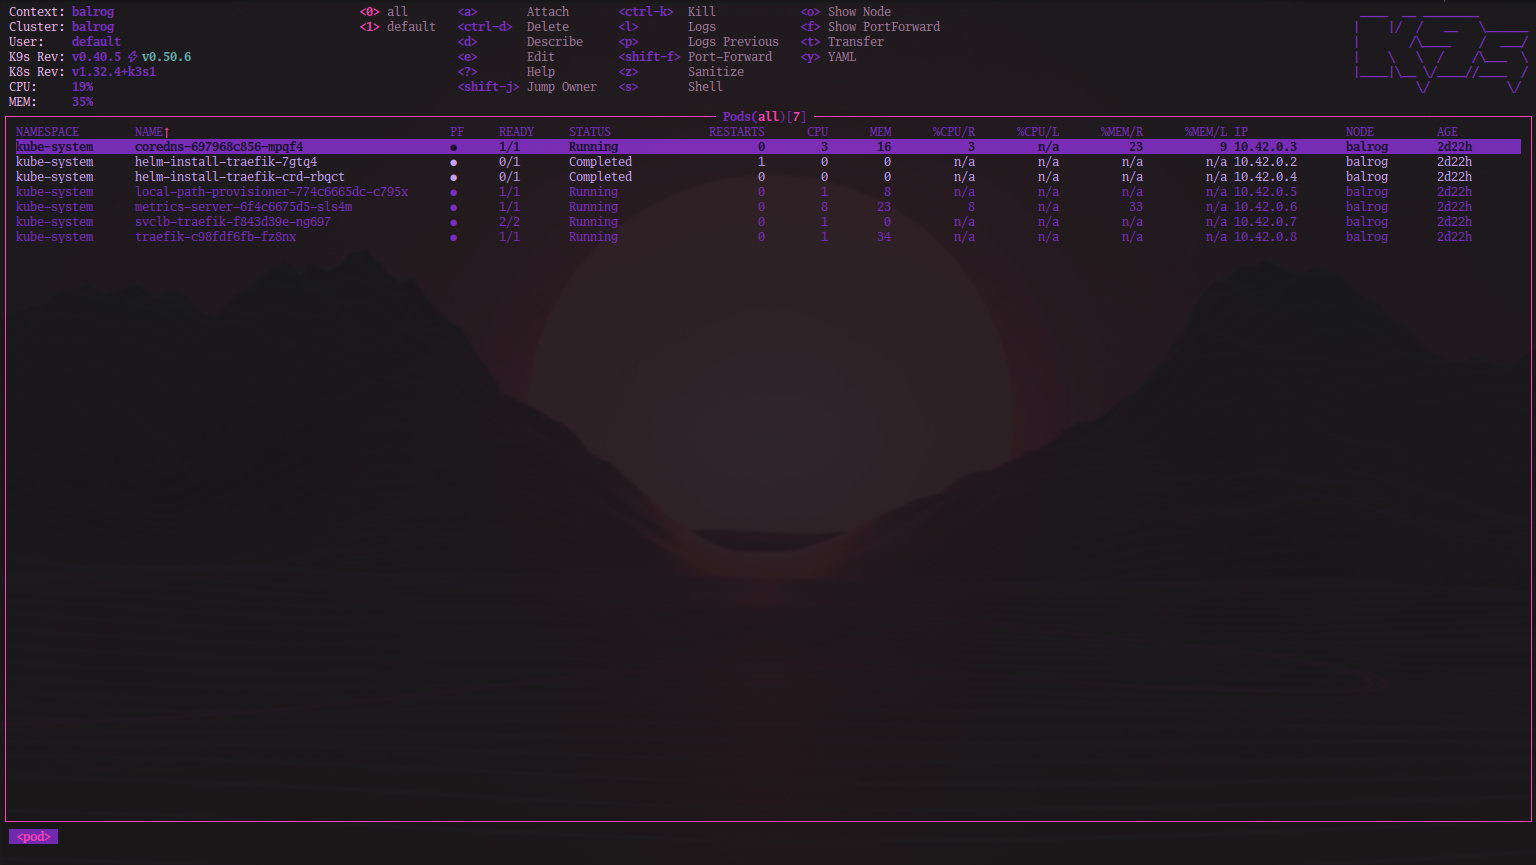 Context: balrog <0> all <a> Attach <ctrl-k> Kill <o> Show Node
Cluster: balrog <1> default <ctrl-d> Delete <l> Logs <f> Show PortForward
User: default <d> Describe <p> Logs Previous <t> Transfer
K9s Rev: v0.40.5 ⚡ v0.50.6 <e> Edit <shift-f> Port-Forward <y> YAML
K8s Rev: v1.32.4+k3s1 <?> Help <z> Sanitize
CPU: 19% <shift-j> Jump Owner <s> Shell
MEM: 35%
Pods(all)[7]
NAMESPACE NAME↑ PF READY STATUS RESTARTS CPU MEM %CPU/R %CPU/L %MEM/R %MEM/L IP NODE AGE
kube-system coredns-697968c856-mpqf4 ● 1/1 Running 0 3 16 3 n/a 23 9 10.42.0.3 balrog 2d22h
kube-system helm-install-traefik-7gtq4 ● 0/1 Completed 1 0 0 n/a n/a n/a n/a 10.42.0.2 balrog 2d22h
kube-system helm-install-traefik-crd-rbqct ● 0/1 Completed 0 0 0 n/a n/a n/a n/a 10.42.0.4 balrog 2d22h
kube-system local-path-provisioner-774c6665dc-c795x ● 1/1 Running 0 1 8 n/a n/a n/a n/a 10.42.0.5 balrog 2d22h
kube-system metrics-server-6f4c6675d5-sls4m ● 1/1 Running 0 8 23 8 n/a 33 n/a 10.42.0.6 balrog 2d22h
kube-system svclb-traefik-f843d39e-ng697 ● 2/2 Running 0 1 0 n/a n/a n/a n/a 10.42.0.7 balrog 2d22h
kube-system traefik-c98fdf6fb-fz8nx ● 1/1 Running 0 1 34 n/a n/a n/a n/a 10.42.0.8 balrog 2d22h
<pod>